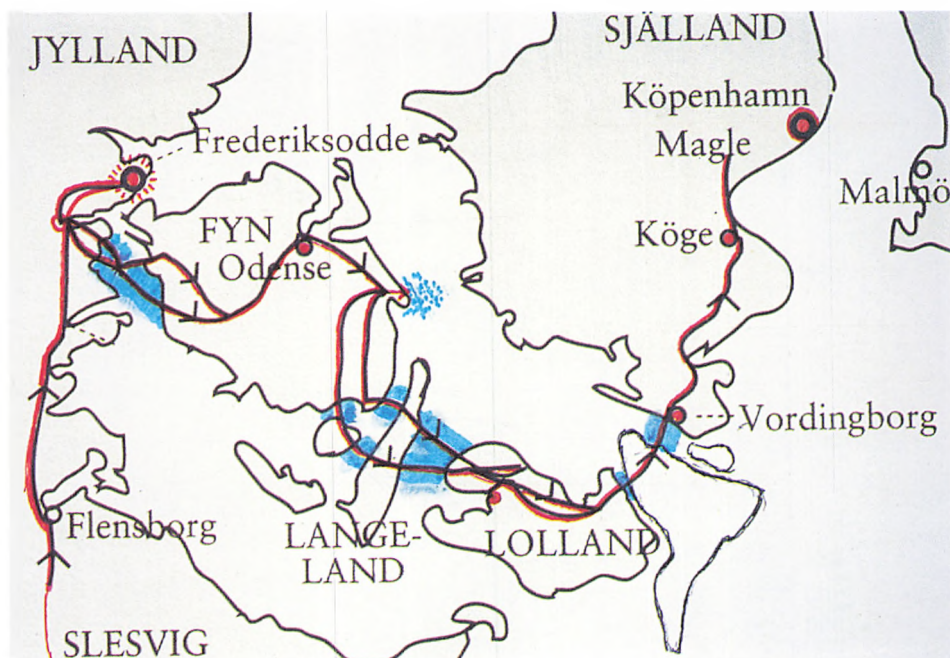 JYLLAND
SJÄLLAND
Köpenhamn
Magle
Frederiksodde
Malmö
FYN
Odense
Köge
Vordingborg
Flensborg
LANGE-
LAND
LOLLAND
SLESVIG